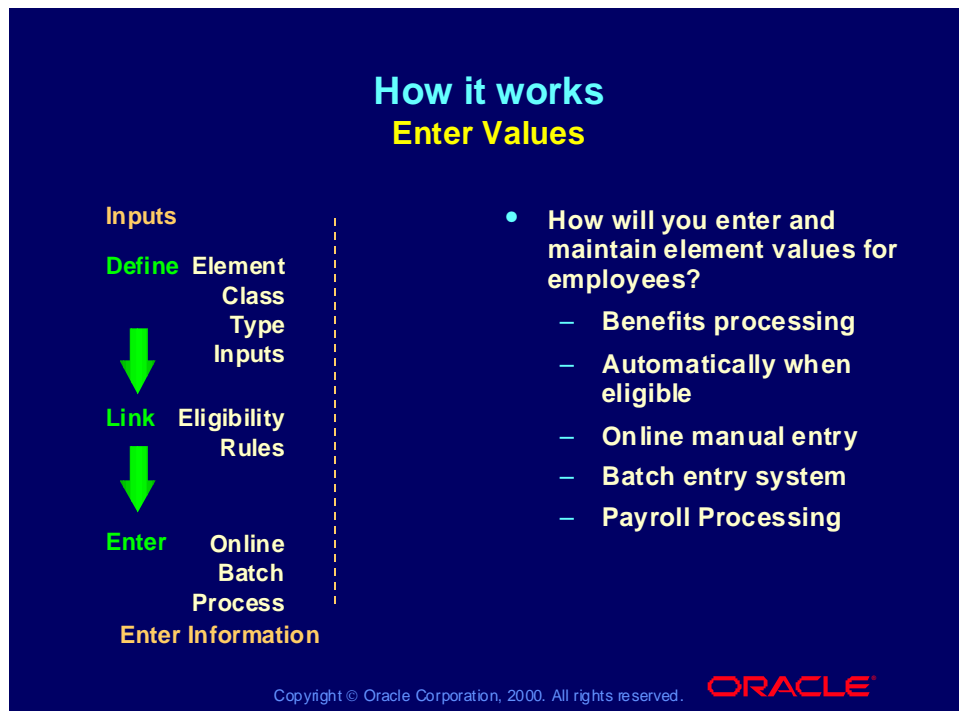 How it works
Enter Values
Inputs
Define Element
Class
Type
Inputs
Link Eligibility
Rules
Enter Online
Batch
Process
Enter Information
• How will you enter and
maintain element values for
employees?
– Benefits processing
– Automatically when
eligible
– Online manual entry
– Batch entry system
– Payroll Processing
Copyright © Oracle Corporation, 2000. All rights reserved.
ORACLE®